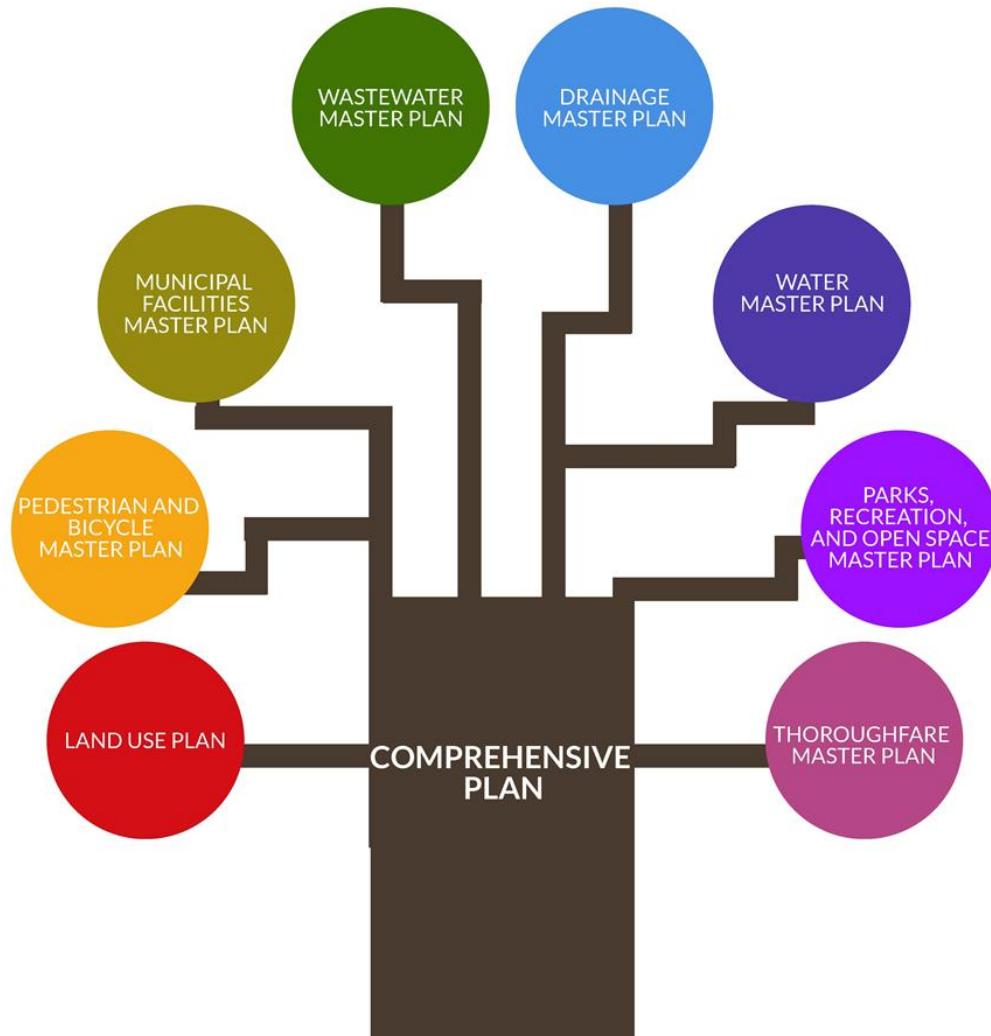 WASTEWATER
MASTER PLAN
DRAINAGE
MASTER PLAN
MUNICIPAL
FACILITIES
MASTER PLAN
WATER
MASTER PLAN
PEDESTRIAN AND
BICYCLE
MASTER PLAN
PARKS,
RECREATION,
AND OPEN SPACE
MASTER PLAN
LAND USE PLAN
COMPREHENSIVE
PLAN
THOROUGHFARE
MASTER PLAN